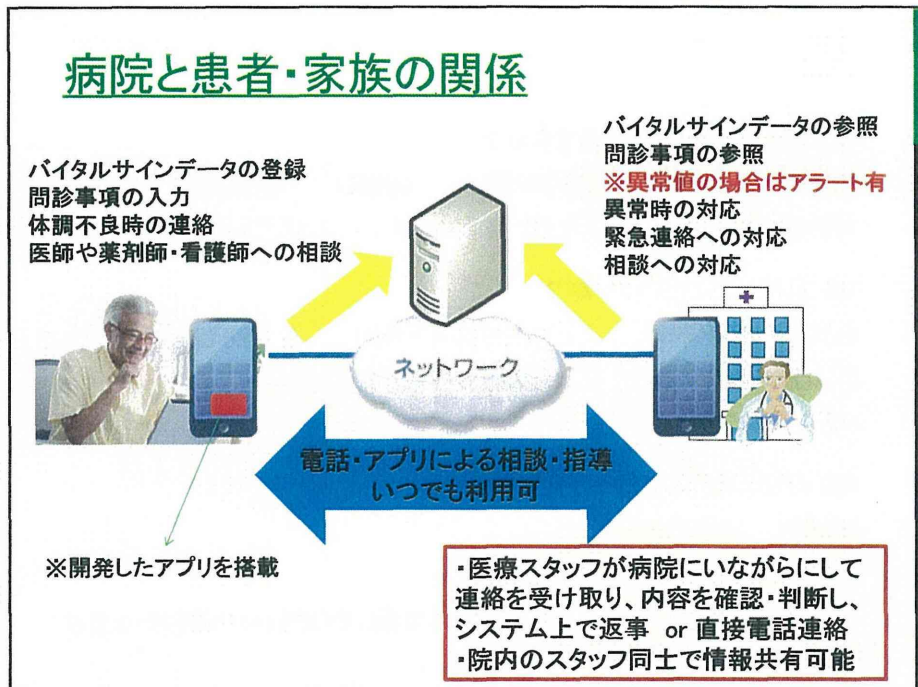 病院と患者・家族の関係
バイタルサインデータの登録
問診事項の入力
体調不良時の連絡
医師や薬剤師・看護師への相談
バイタルサインデータの参照
問診事項の参照
※異常値の場合はアラート有
異常時の対応
緊急連絡への対応
相談への対応
ネットワーク
電話・アプリによる相談・指導
いつでも利用可
※開発したアプリを搭載
・医療スタッフが病院にいながらにして
連絡を受け取り、内容を確認・判断し、
システム上で返事 or 直接電話連絡
・院内のスタッフ同士で情報共有可能